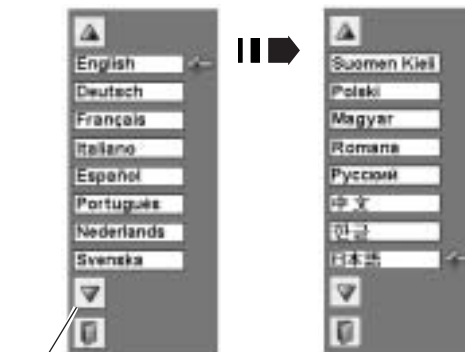 English
Deutsch
Français
Italiano
Español
Português
Nederlands
Svenska
Suomen Kieli
Polski
Magyar
Romana
Русский
中文
한글
日本語